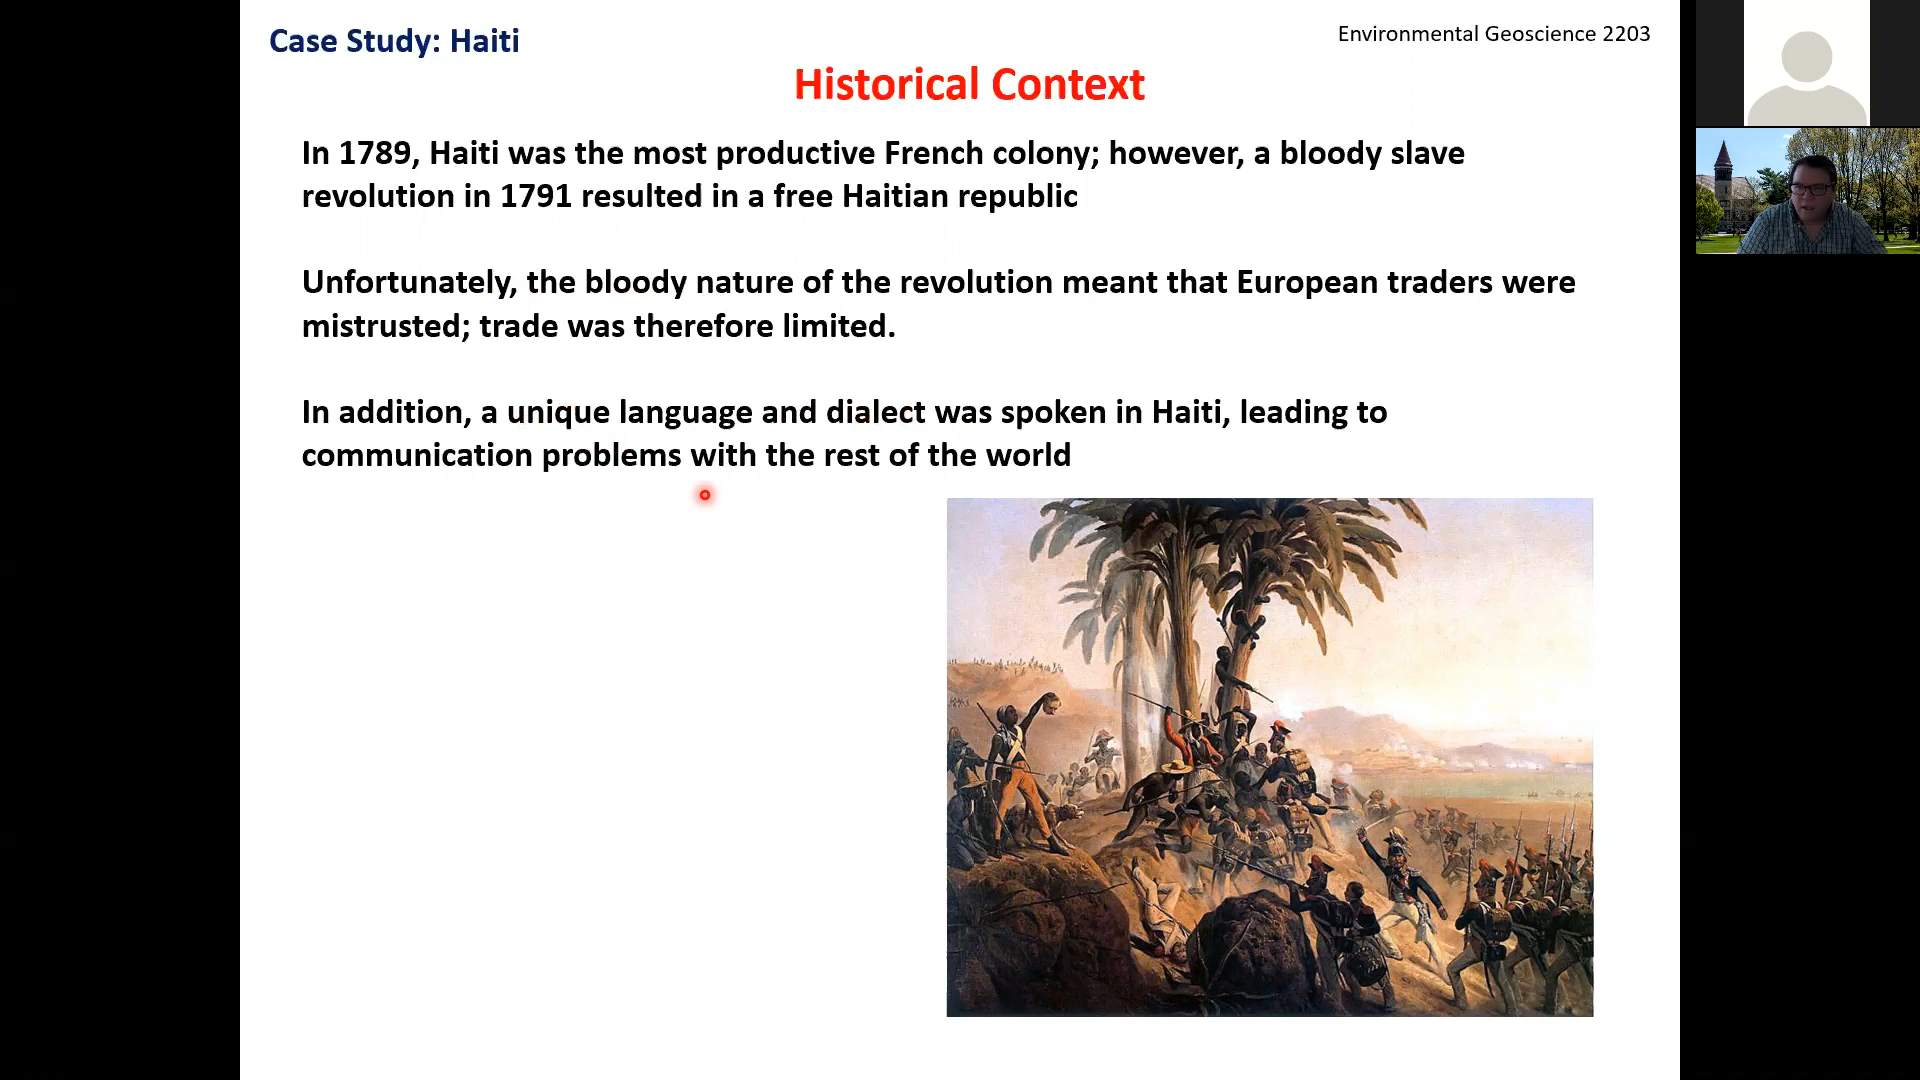 Case Study: Haiti
Environmental Geoscience 2203
Historical Context
In 1789, Haiti was the most productive French colony; however, a bloody slave
revolution in 1791 resulted in a free Haitian republic
Unfortunately, the bloody nature of the revolution meant that European traders were
mistrusted; trade was therefore limited.
In addition, a unique language and dialect was spoken in Haiti, leading to
communication problems with the rest of the world